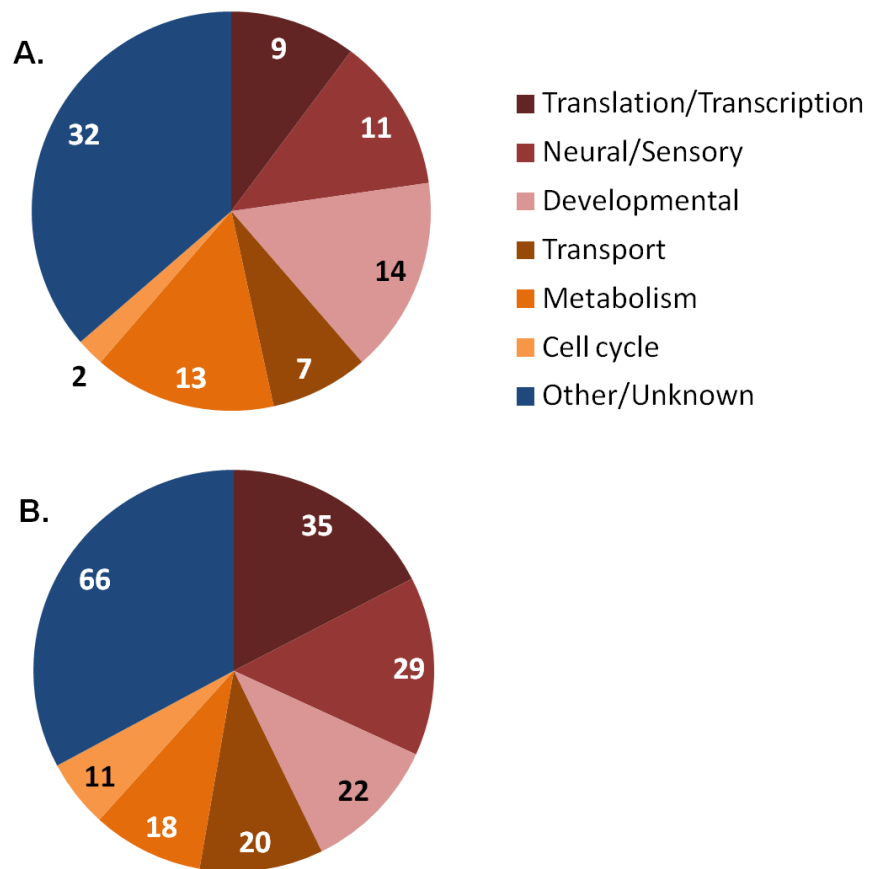 A.
9
11
14
7
13
2
32
Translation/Transcription
Neural/Sensory
Developmental
Transport
Metabolism
Cell cycle
Other/Unknown
B.
35
29
22
20
18
11
66